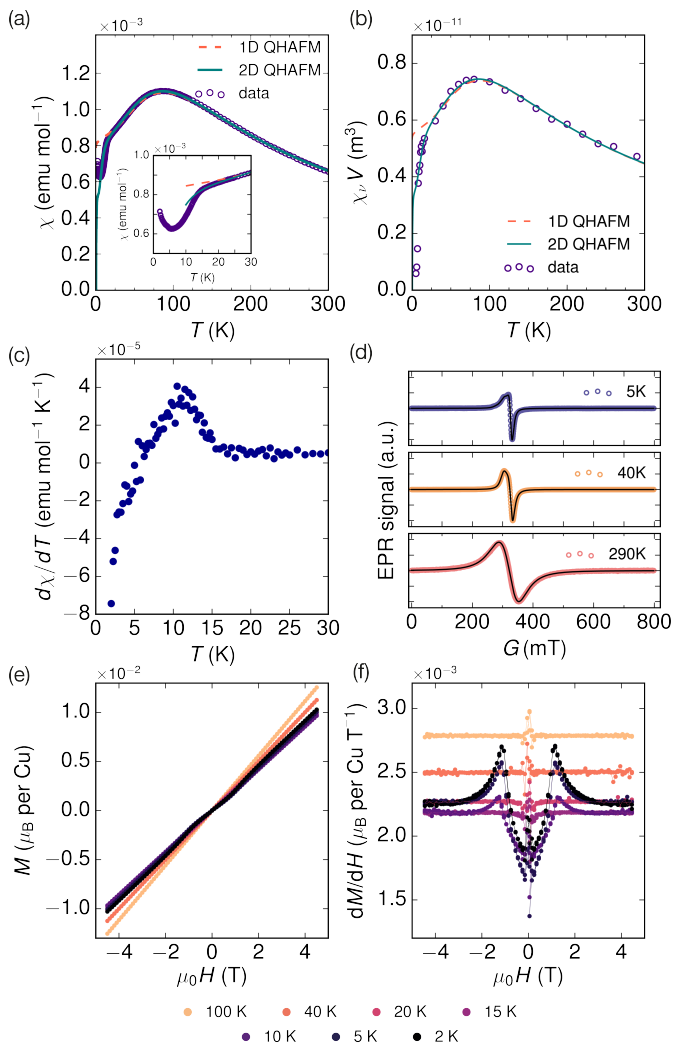 (a)
×10⁻³
1D QHAFM
2D QHAFM
data
χ (emu mol⁻¹)
1.2
1.0
0.8
0.6
0.4
0.2
0.0
0 100 200 300
T (K)
×10⁻³
χ (emu mol⁻¹)
0.9
0.8
0.6
0 10 20 30
T (K)
(b)
×10⁻¹¹
χᵥ V (m³)
1.0
0.8
0.6
0.4
0.2
0.0
1D QHAFM
2D QHAFM
data
0 100 200 300
T (K)
(c)
×10⁻⁵
dχ/dT (emu mol⁻¹ K⁻¹)
4
2
0
−2
−4
−6
−8
0 5 10 15 20 25 30
T (K)
(d)
EPR signal (a.u.)
5K
40K
290K
0 200 400 600 800
G (mT)
(e)
×10⁻²
M (μB per Cu)
1.0
0.5
0.0
−0.5
−1.0
−4 −2 0 2 4
μ₀H (T)
(f)
×10⁻³
dM/dH (μB per Cu T⁻¹)
3.0
2.5
2.0
1.5
−4 −2 0 2 4
μ₀H (T)
100 K 40 K 20 K 15 K
10 K 5 K 2 K